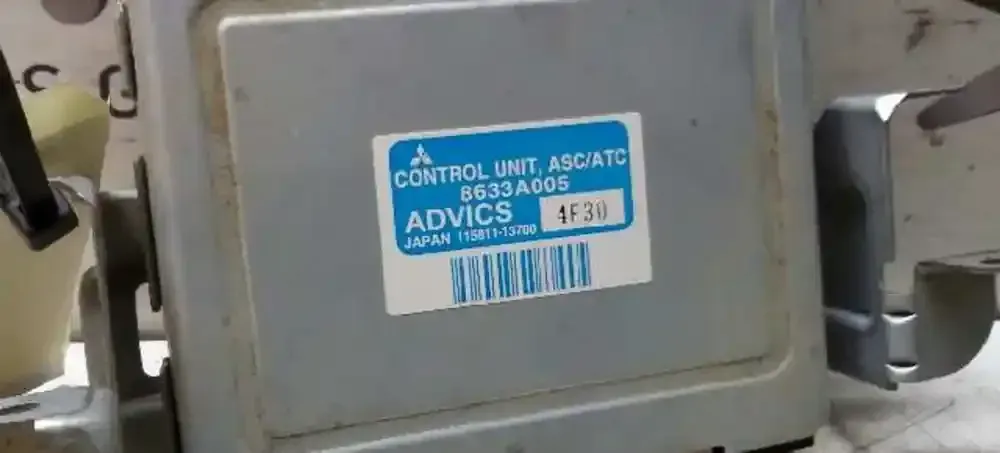 CONTROL UNIT, ASC/ATC
8633A005
ADVICS 4F30
JAPAN 115811-13700